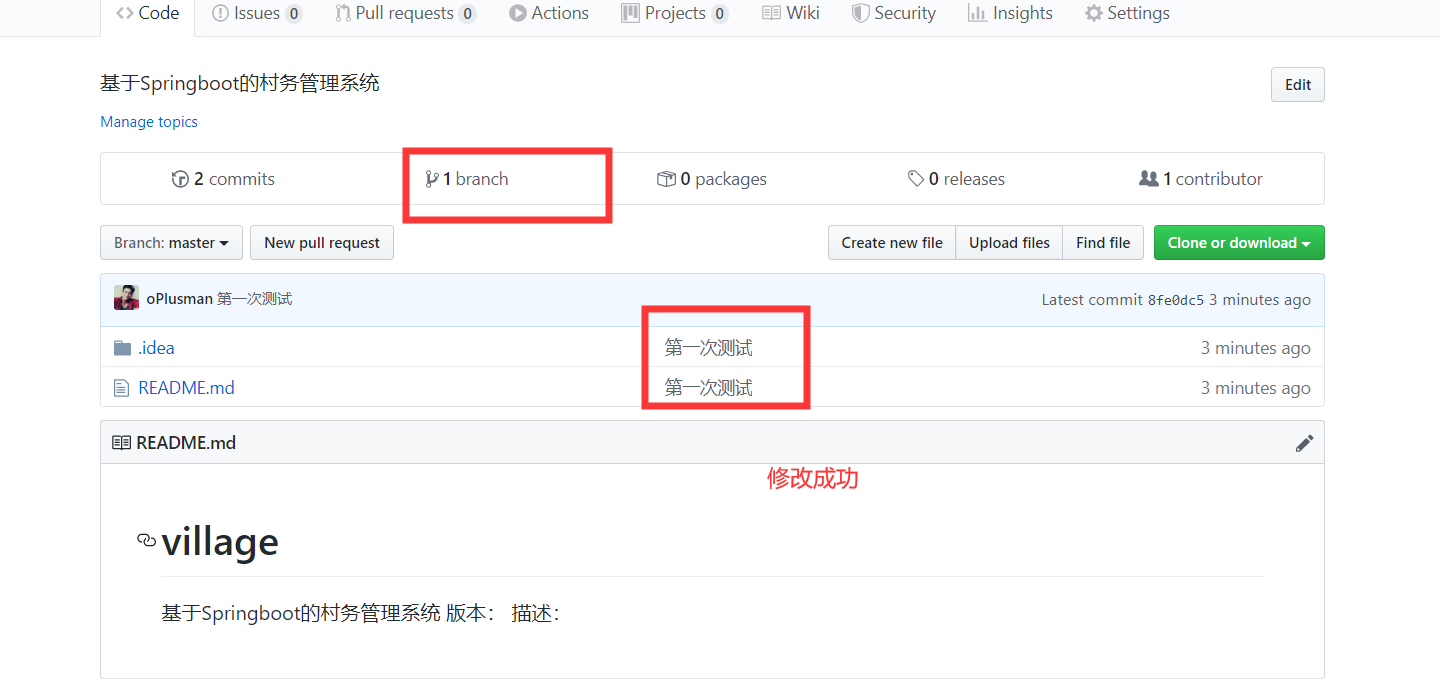 Code Issues 0 Pull requests 0 Actions Projects 0 Wiki Security Insights Settings
基于Springboot的村务管理系统 Edit
Manage topics
2 commits 1 branch 0 packages 0 releases 1 contributor
Branch: master New pull request Create new file Upload files Find file Clone or download
oPlusman 第一次测试 Latest commit 8fe0dc5 3 minutes ago
.idea 第一次测试 3 minutes ago
README.md 第一次测试 3 minutes ago
README.md
修改成功
village
基于Springboot的村务管理系统 版本： 描述：